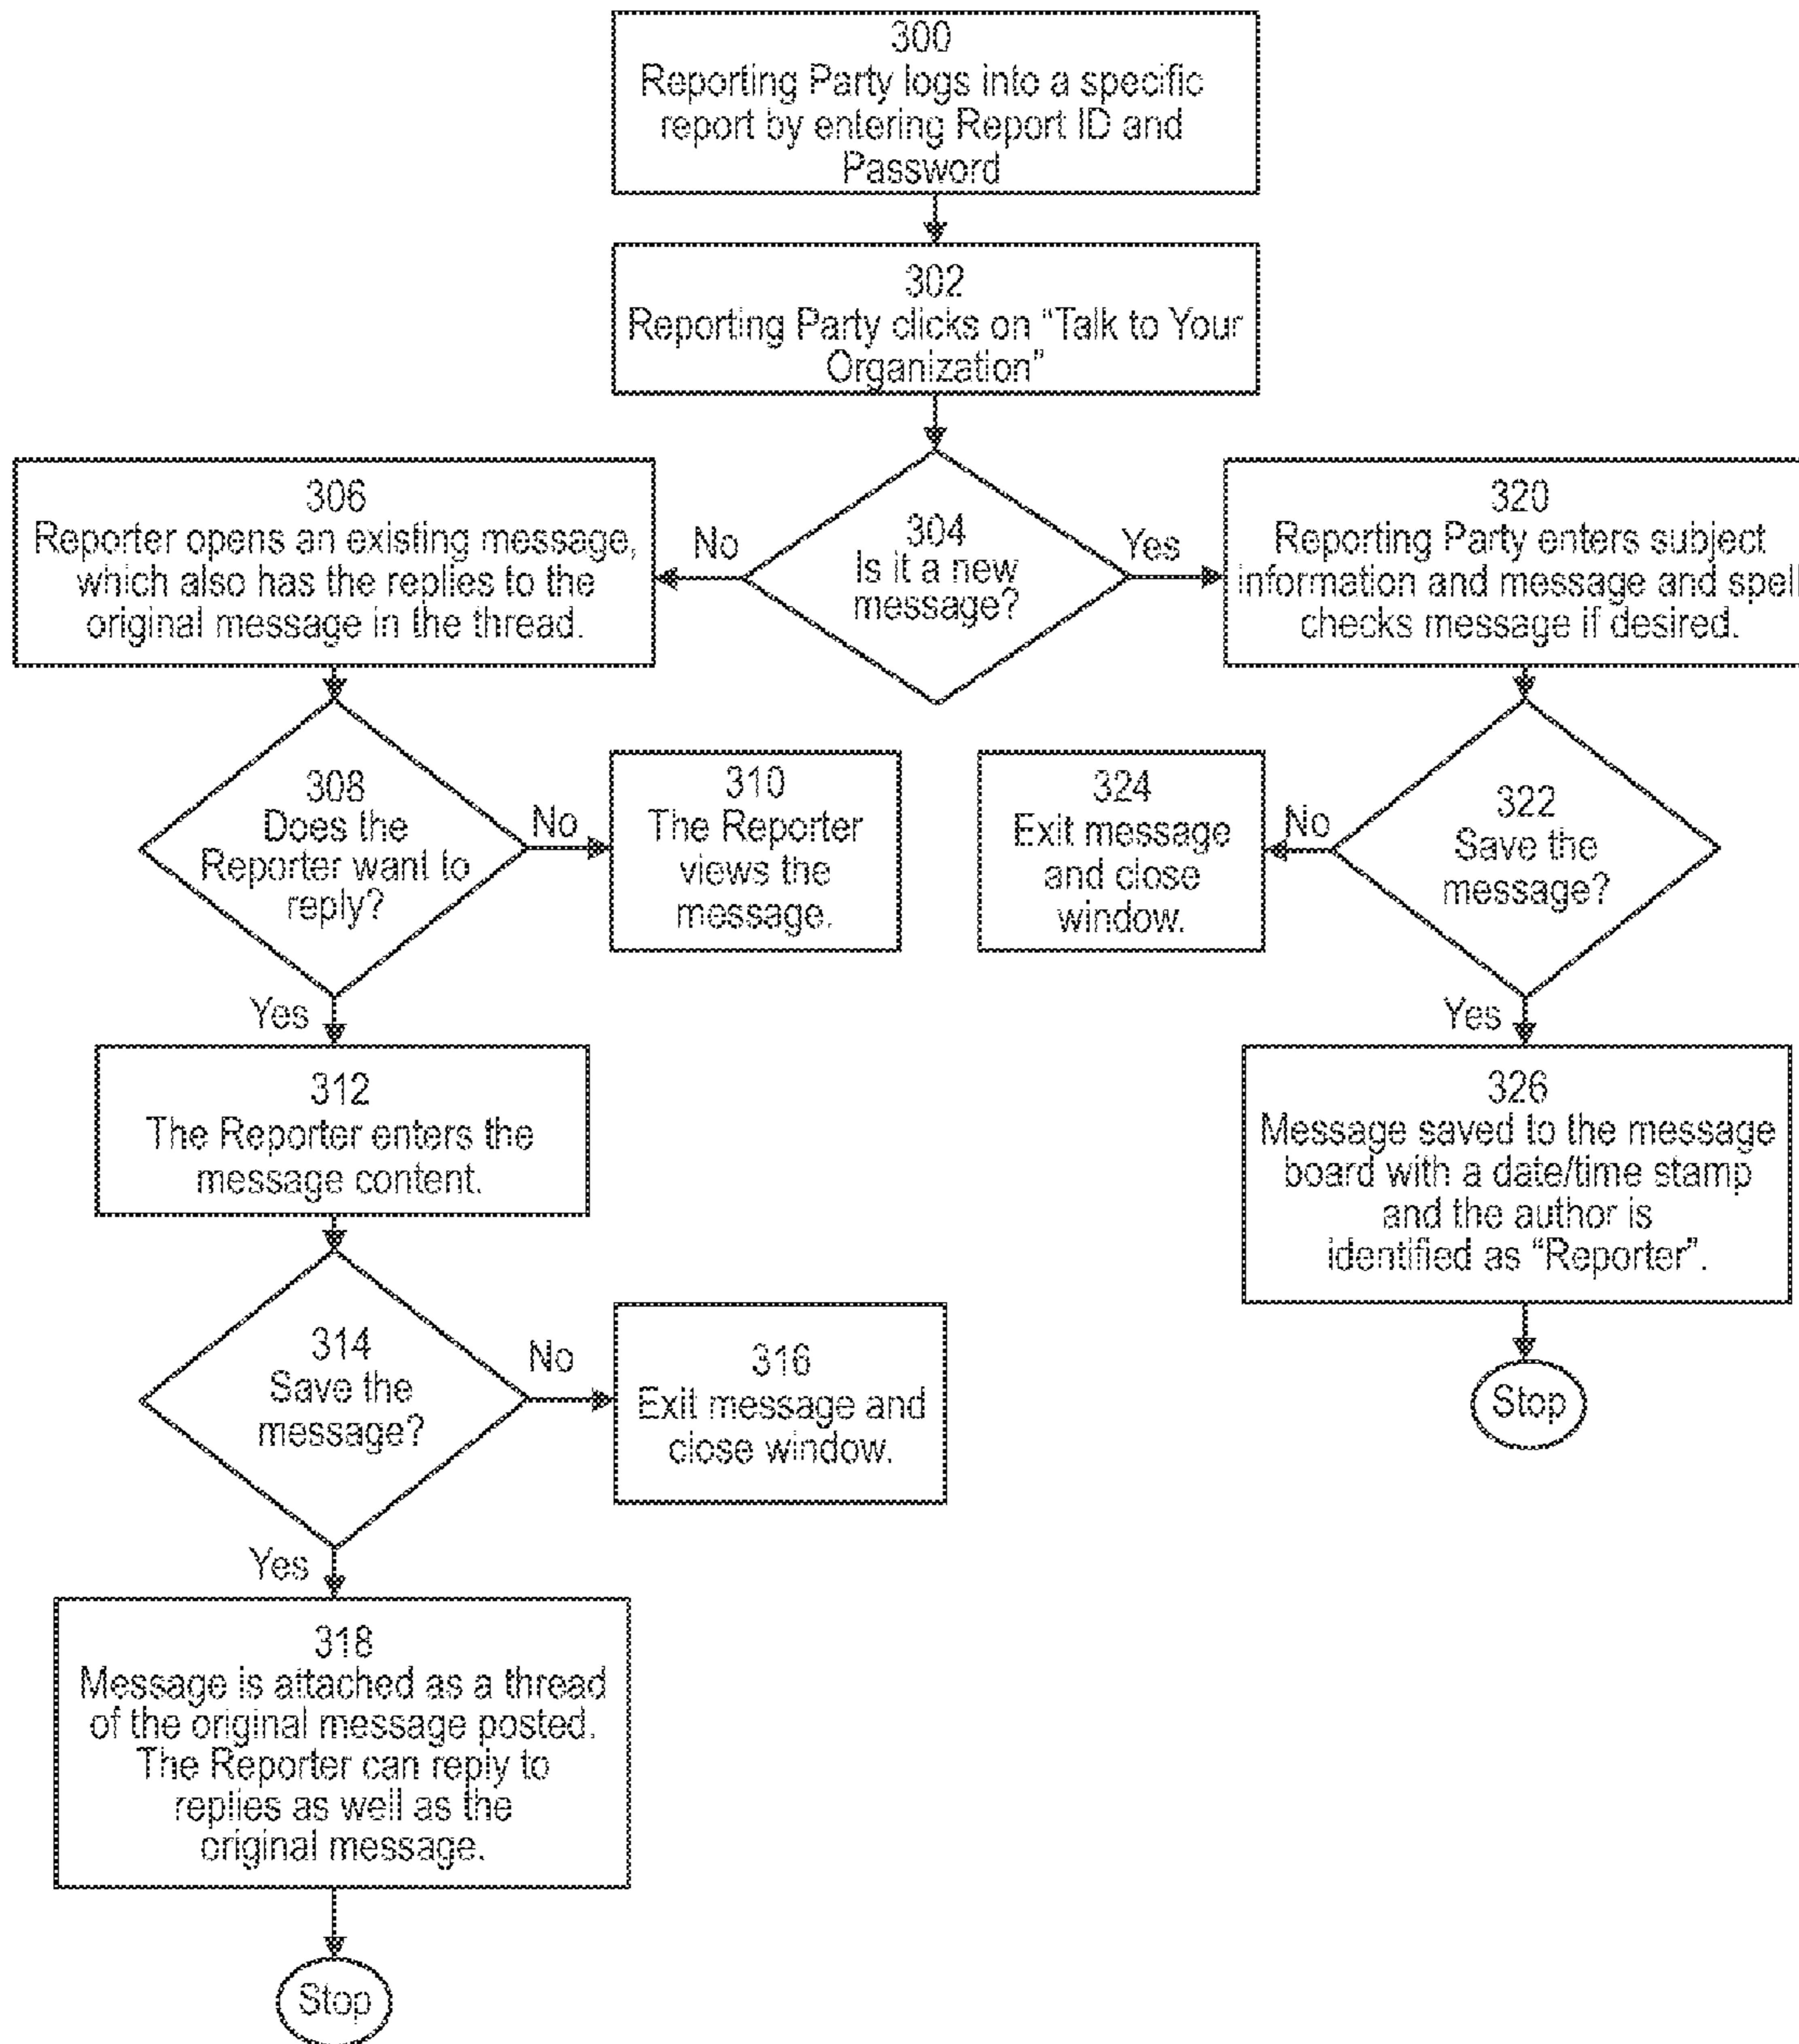 300
Reporting Party logs into a specific
report by entering Report ID and
Password
302
Reporting Party clicks on “Talk to Your
Organization”
304
Is it a new
message?
No
Yes
306
Reporter opens an existing message,
which also has the replies to the
original message in the thread.
320
Reporting Party enters subject
information and message and spell
checks message if desired.
308
Does the
Reporter want to
reply?
No
310
The Reporter
views the
message.
324
Exit message
and close
window.
No
322
Save the
message?
Yes
Yes
312
The Reporter enters the
message content.
326
Message saved to the message
board with a date/time stamp
and the author is
identified as “Reporter”.
314
Save the
message?
No
316
Exit message and
close window.
Stop
Yes
318
Message is attached as a thread
of the original message posted.
The Reporter can reply to
replies as well as the
original message.
Stop